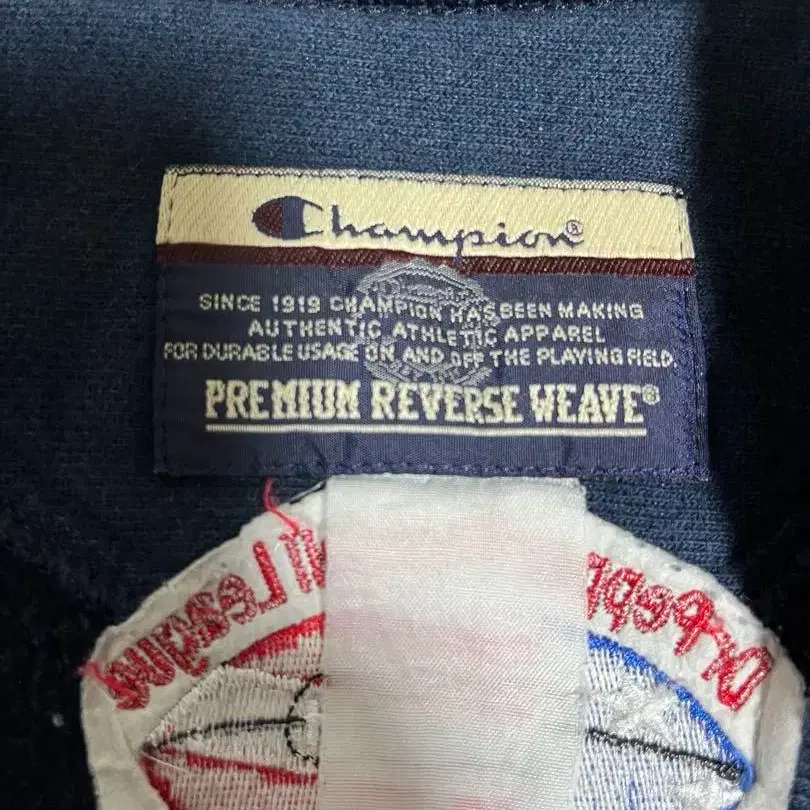 Champion®
SINCE 1919 CHAMPION HAS BEEN MAKING
AUTHENTIC ATHLETIC APPAREL
FOR DURABLE USAGE ON AND OFF THE PLAYING FIELD.
PREMIUM REVERSE WEAVE®